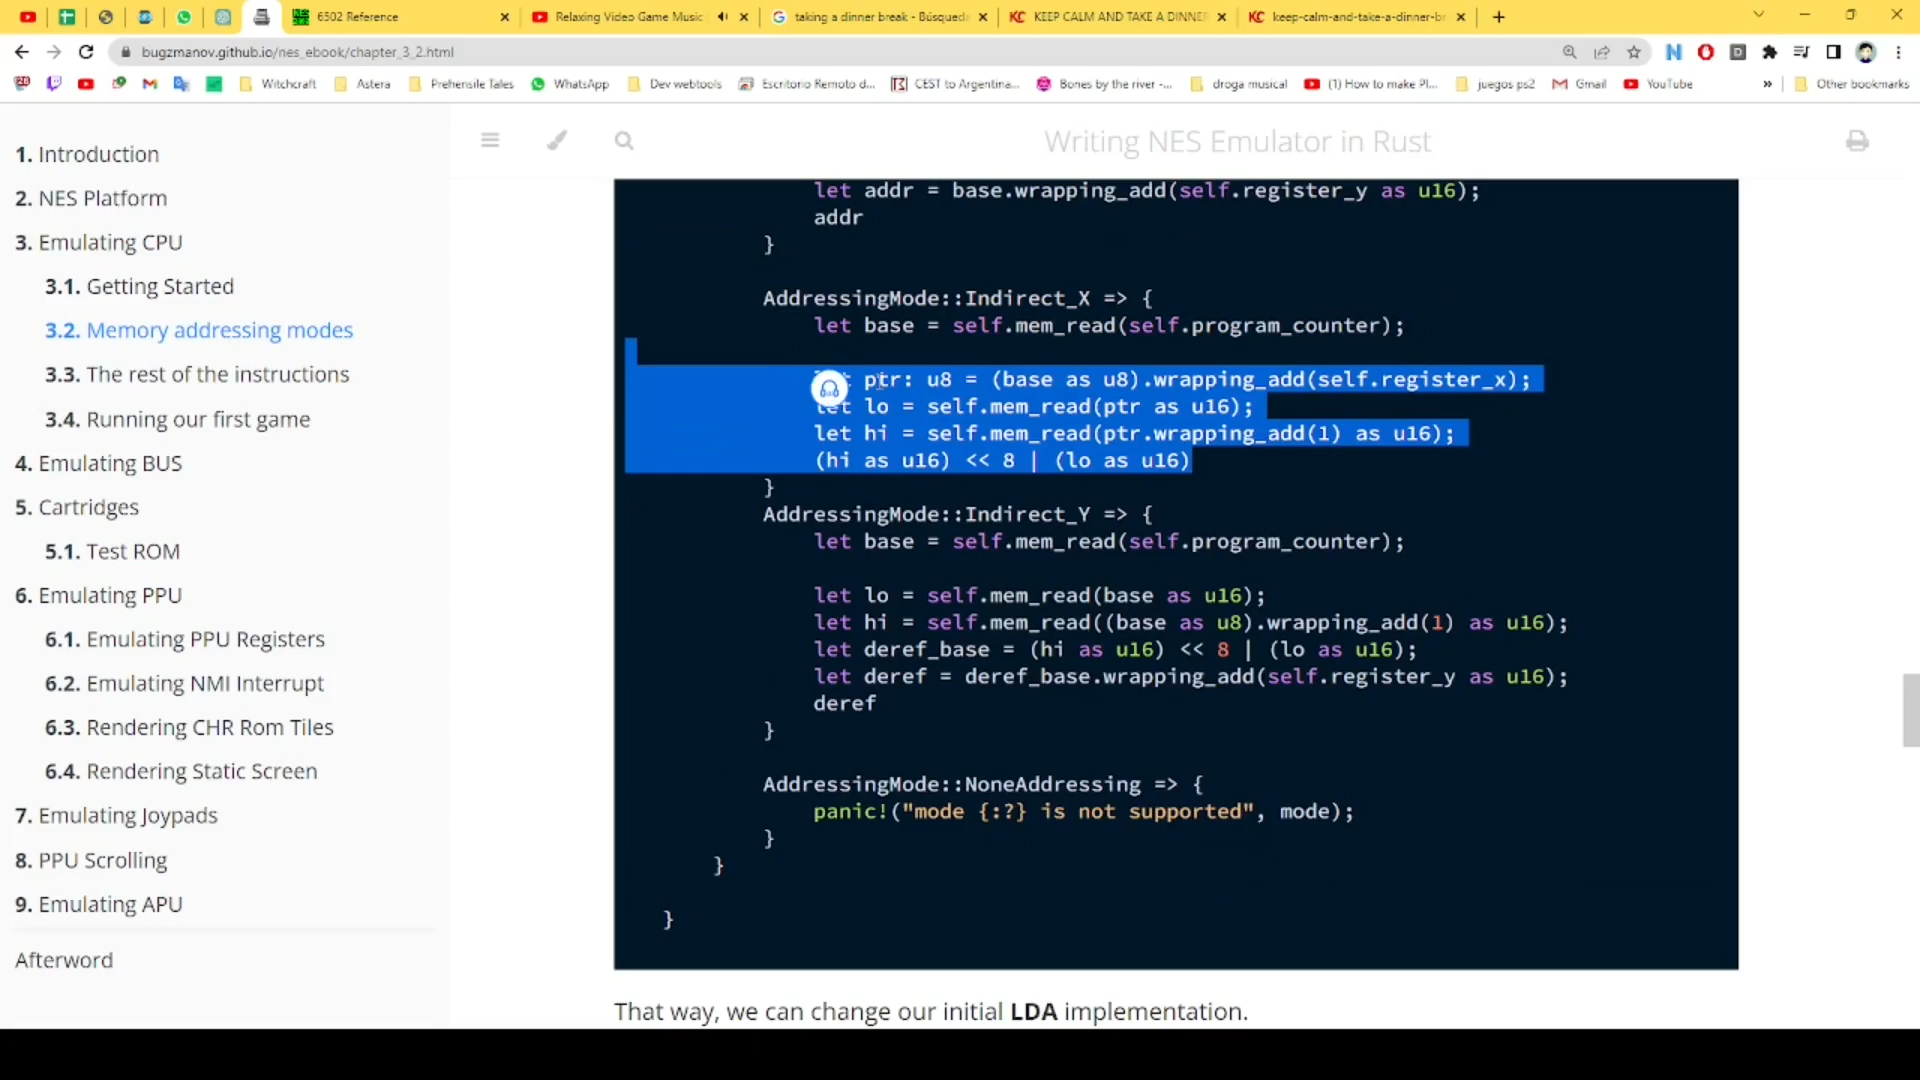 6502 Reference
Relaxing Video Game Music
taking a dinner break - Búsqued
KEEP CALM AND TAKE A DINNER
keep-calm-and-take-a-dinner-br
bugzmanov.github.io/nes_ebook/chapter_3_2.html
Witchcraft
Astera
Prehensile Tales
WhatsApp
Dev webtools
Escritorio Remoto d...
CEST to Argentina...
Bones by the river -...
droga musical
(1) How to make Pl...
juegos ps2
Gmail
YouTube
»
Other bookmarks
Writing NES Emulator in Rust
1. Introduction
2. NES Platform
3. Emulating CPU
3.1. Getting Started
3.2. Memory addressing modes
3.3. The rest of the instructions
3.4. Running our first game
4. Emulating BUS
5. Cartridges
5.1. Test ROM
6. Emulating PPU
6.1. Emulating PPU Registers
6.2. Emulating NMI Interrupt
6.3. Rendering CHR Rom Tiles
6.4. Rendering Static Screen
7. Emulating Joypads
8. PPU Scrolling
9. Emulating APU
Afterword
let addr = base.wrapping_add(self.register_y as u16);
addr
}
AddressingMode::Indirect_X => {
let base = self.mem_read(self.program_counter);
ptr: u8 = (base as u8).wrapping_add(self.register_x);
let lo = self.mem_read(ptr as u16);
let hi = self.mem_read(ptr.wrapping_add(1) as u16);
(hi as u16) << 8 | (lo as u16)
}
AddressingMode::Indirect_Y => {
let base = self.mem_read(self.program_counter);
let lo = self.mem_read(base as u16);
let hi = self.mem_read((base as u8).wrapping_add(1) as u16);
let deref_base = (hi as u16) << 8 | (lo as u16);
let deref = deref_base.wrapping_add(self.register_y as u16);
deref
}
AddressingMode::NoneAddressing => {
panic!("mode {:?} is not supported", mode);
}
}
}
That way, we can change our initial LDA implementation.